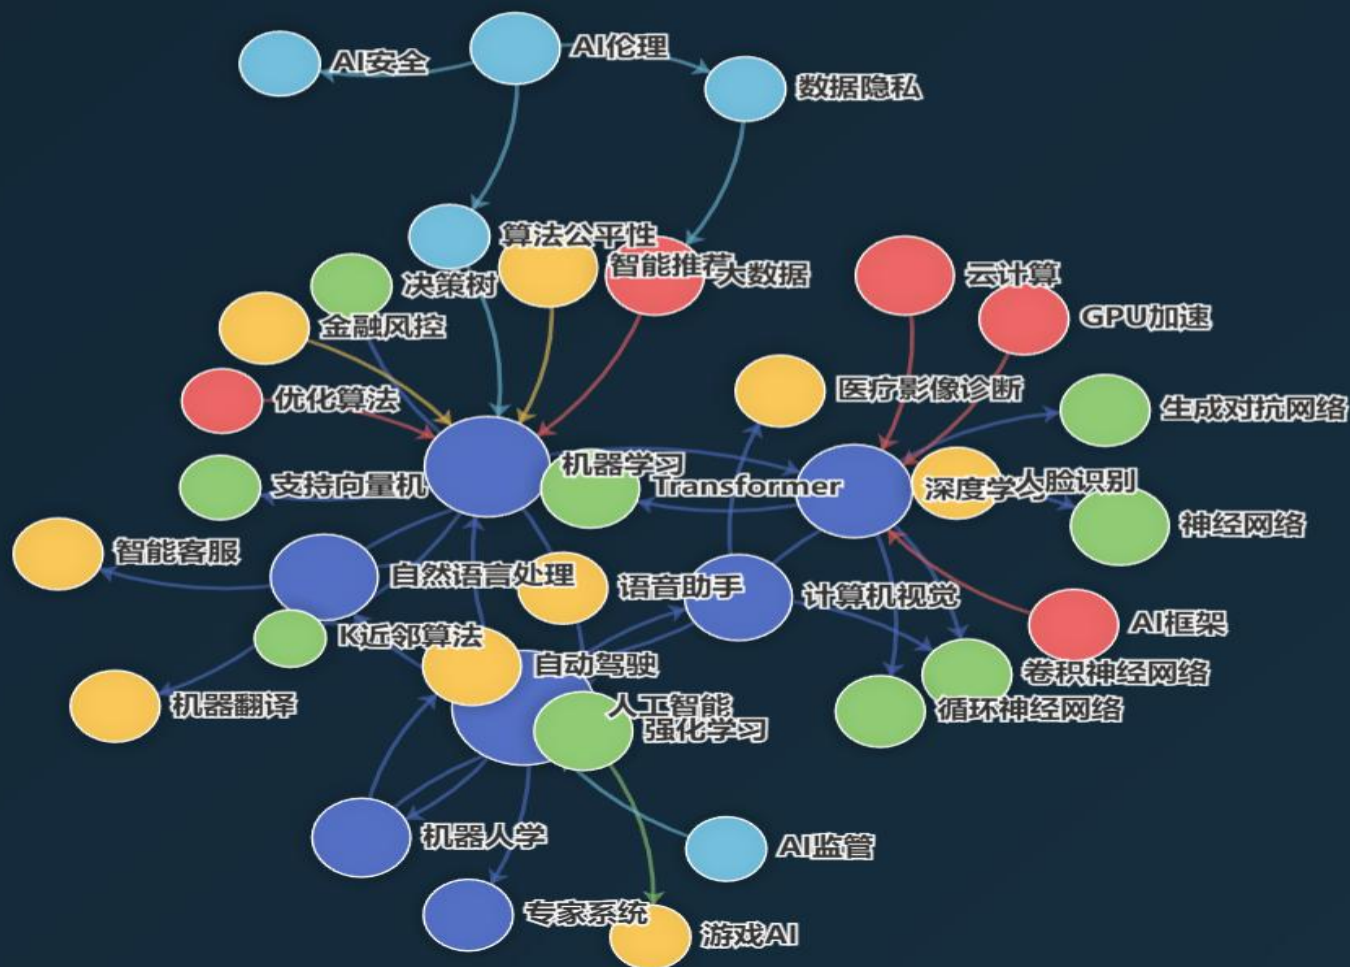 AI安全
AI伦理
数据隐私
算法公平性
智能推荐
大数据
云计算
决策树
金融风控
GPU加速
优化算法
医疗影像诊断
生成对抗网络
机器学习
支持向量机
Transformer
深度学习
人脸识别
神经网络
智能客服
自然语言处理
语音助手
计算机视觉
AI框架
K近邻算法
自动驾驶
卷积神经网络
机器翻译
人工智能
循环神经网络
强化学习
机器人学
AI监管
专家系统
游戏AI